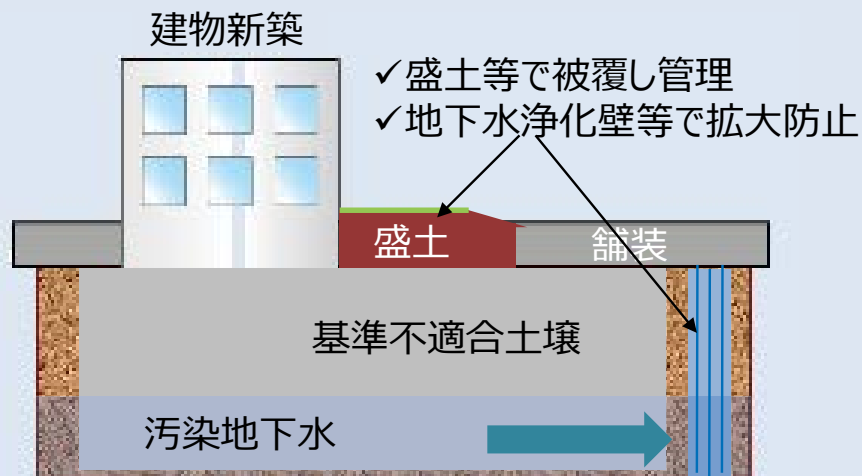 建物新築
✓盛土等で被覆し管理
✓地下水浄化壁等で拡大防止
盛土
舗装
基準不適合土壌
汚染地下水